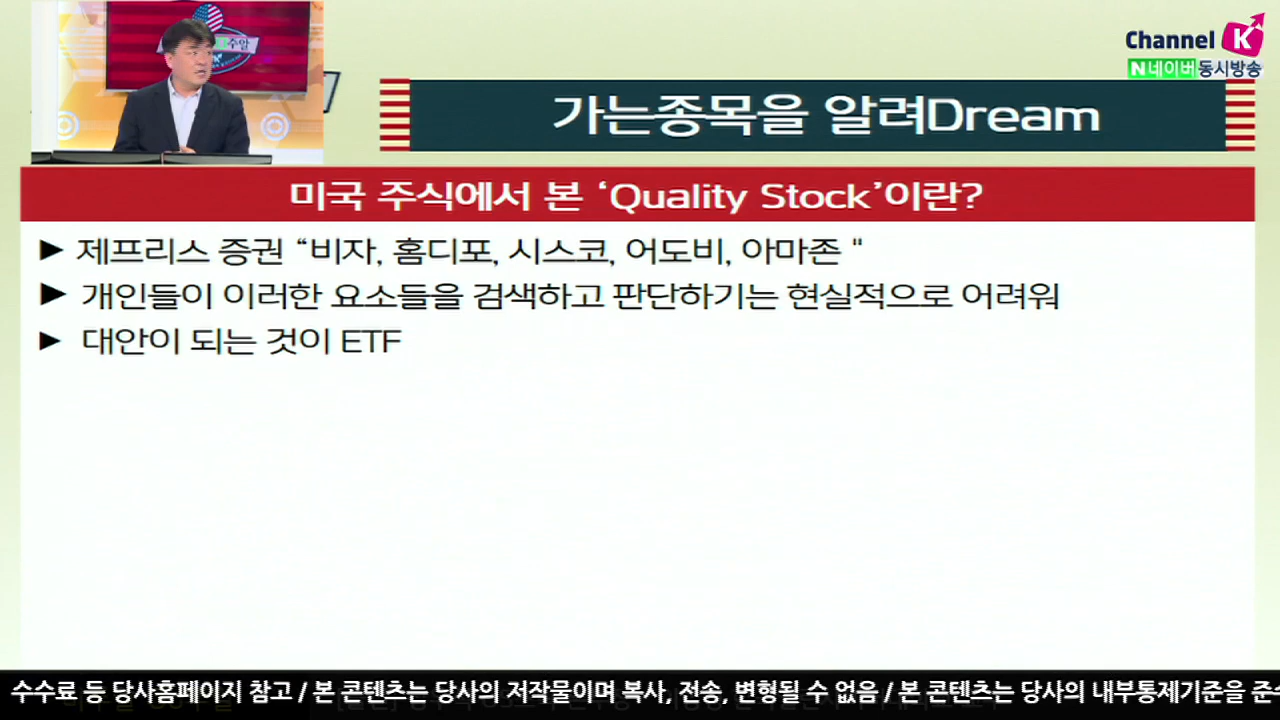 수알
Channel K
N 네이버 동시방송
가는종목을 알려Dream
미국 주식에서 본 ‘Quality Stock’이란?
▶ 제프리스 증권 “비자, 홈디포, 시스코, 어도비, 아마존 "
▶ 개인들이 이러한 요소들을 검색하고 판단하기는 현실적으로 어려워
▶ 대안이 되는 것이 ETF
수수료 등 당사홈페이지 참고 / 본 콘텐츠는 당사의 저작물이며 복사, 전송, 변형될 수 없음 / 본 콘텐츠는 당사의 내부통제기준을 준수